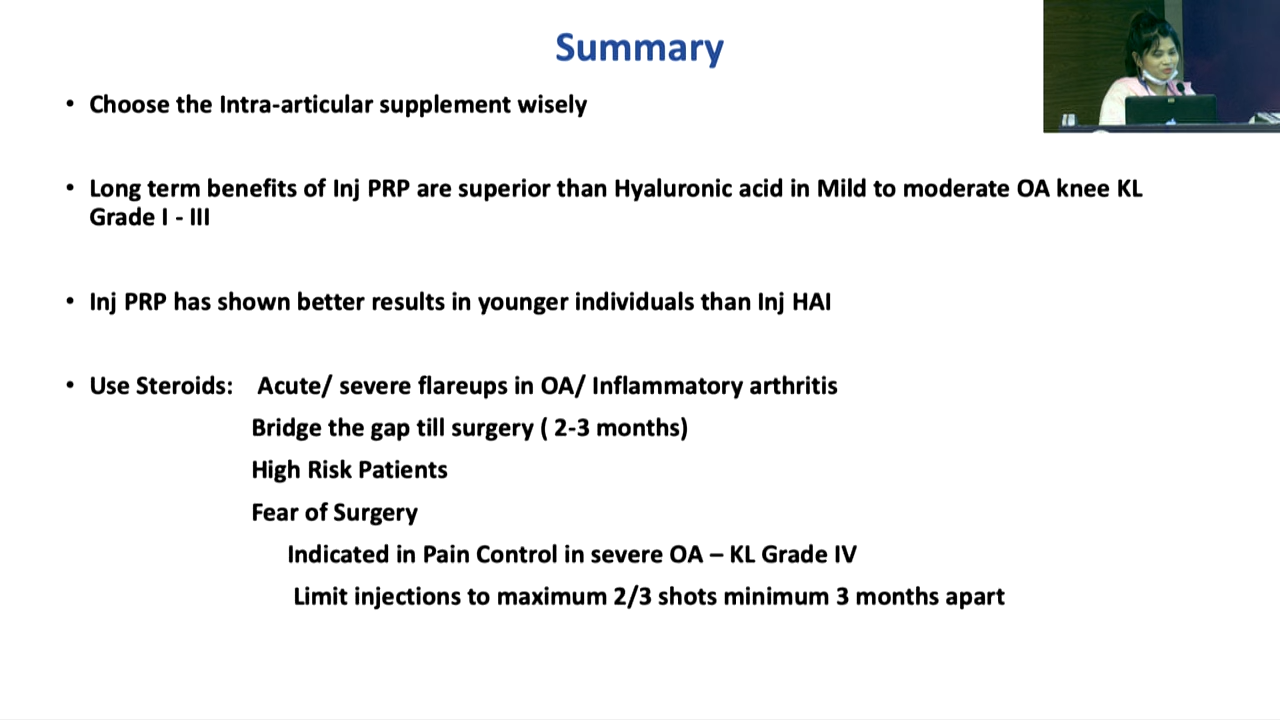 Summary
• Choose the Intra-articular supplement wisely
• Long term benefits of Inj PRP are superior than Hyaluronic acid in Mild to moderate OA knee KL
Grade I - III
• Inj PRP has shown better results in younger individuals than Inj HAI
• Use Steroids: Acute/ severe flareups in OA/ Inflammatory arthritis
Bridge the gap till surgery ( 2-3 months)
High Risk Patients
Fear of Surgery
Indicated in Pain Control in severe OA – KL Grade IV
Limit injections to maximum 2/3 shots minimum 3 months apart